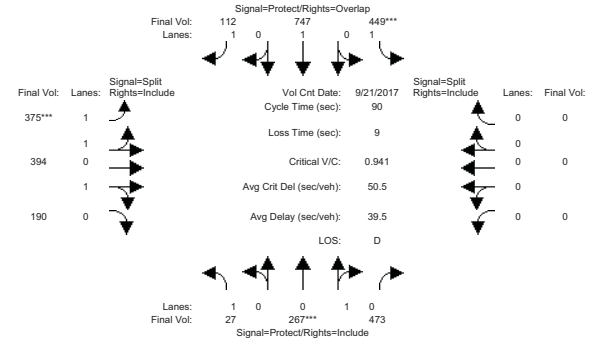 Signal=Protect/Rights=Overlap
Final Vol: 112 747 449***
Lanes: 1 0 1 0 1
Signal=Split
Final Vol: Lanes: Rights=Include
Vol Cnt Date: 9/21/2017
Signal=Split
Rights=Include Lanes: Final Vol:
Cycle Time (sec): 90
375*** 1 0 0
Loss Time (sec): 9
1 0
394 0 Critical V/C: 0.941 0 0
1 Avg Crit Del (sec/veh): 50.5 0
190 0 Avg Delay (sec/veh): 39.5 0 0
LOS: D
Lanes: 1 0 0 1 0
Final Vol: 27 267*** 473
Signal=Protect/Rights=Include